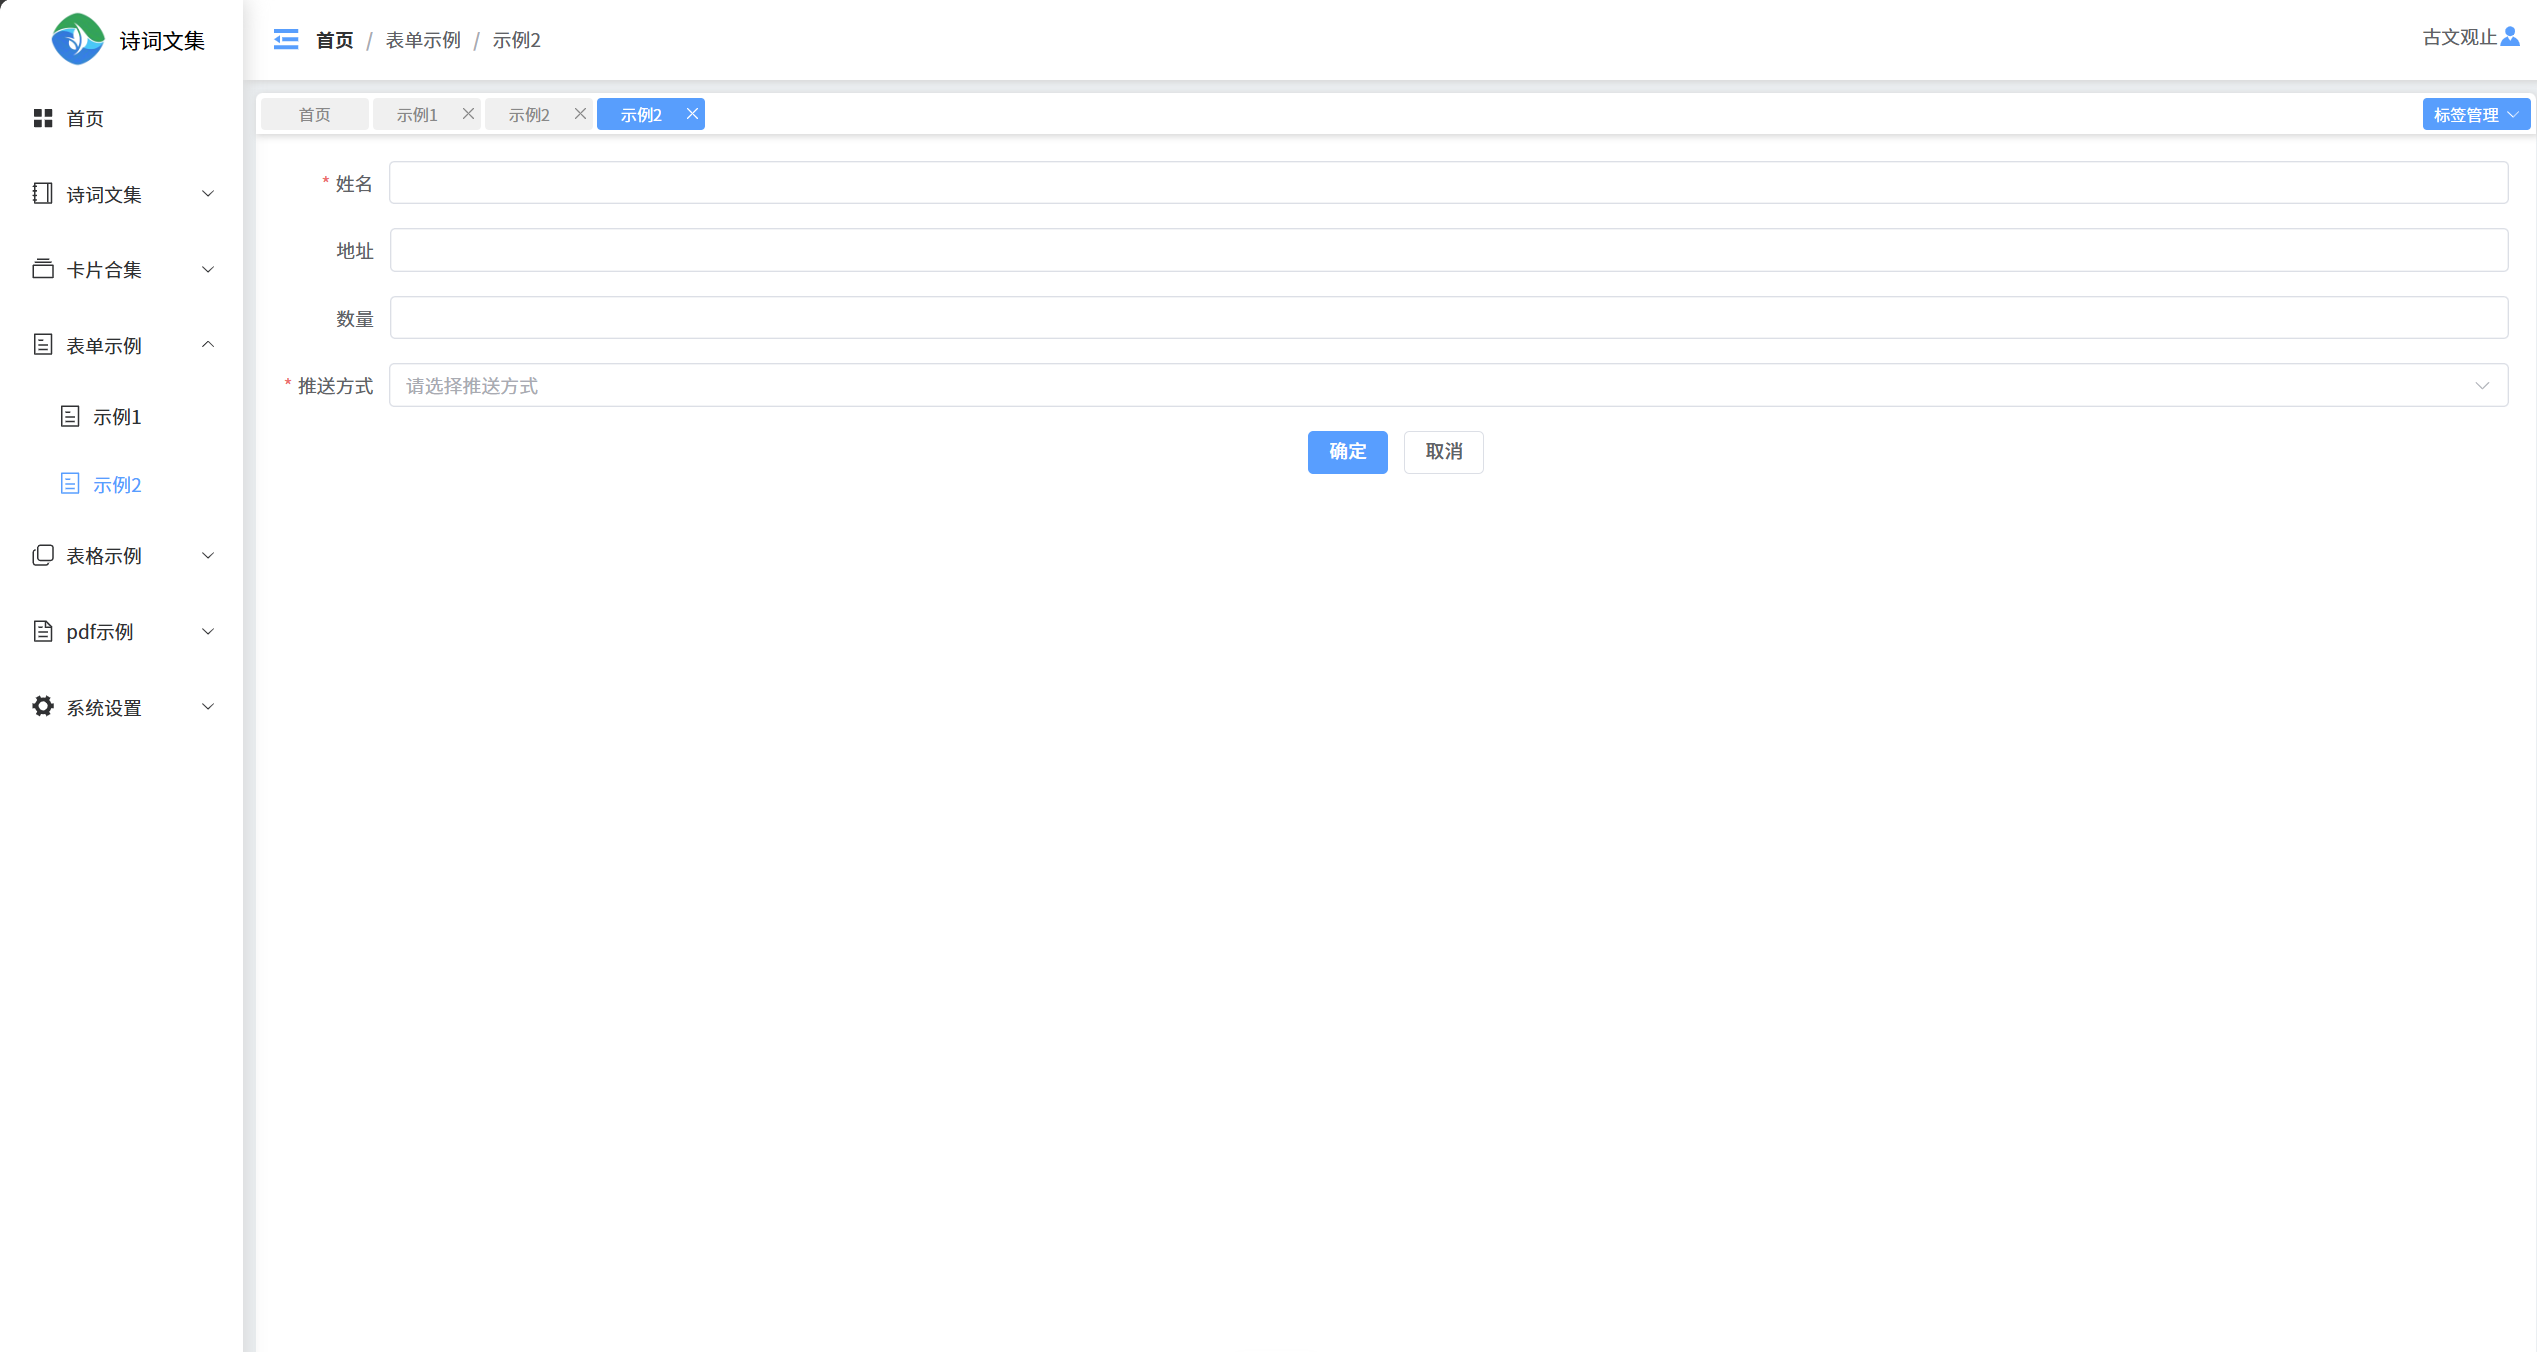 诗词文集
首页
诗词文集
卡片合集
表单示例
示例1
示例2
表格示例
pdf示例
系统设置
首页 / 表单示例 / 示例2
古文观止
首页 示例1 示例2 示例2 标签管理
* 姓名
地址
数量
* 推送方式 请选择推送方式
确定 取消